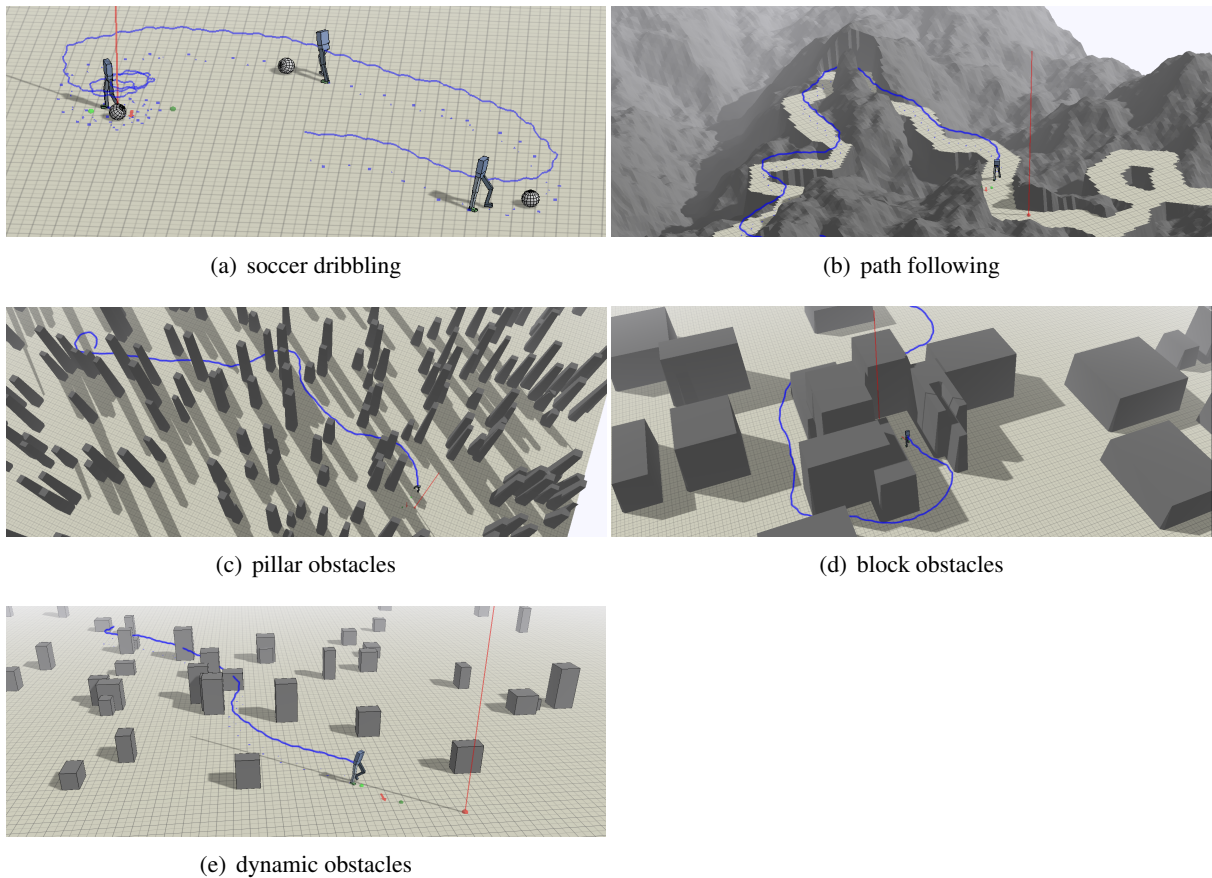 (a) soccer dribbling
(b) path following
(c) pillar obstacles
(d) block obstacles
(e) dynamic obstacles